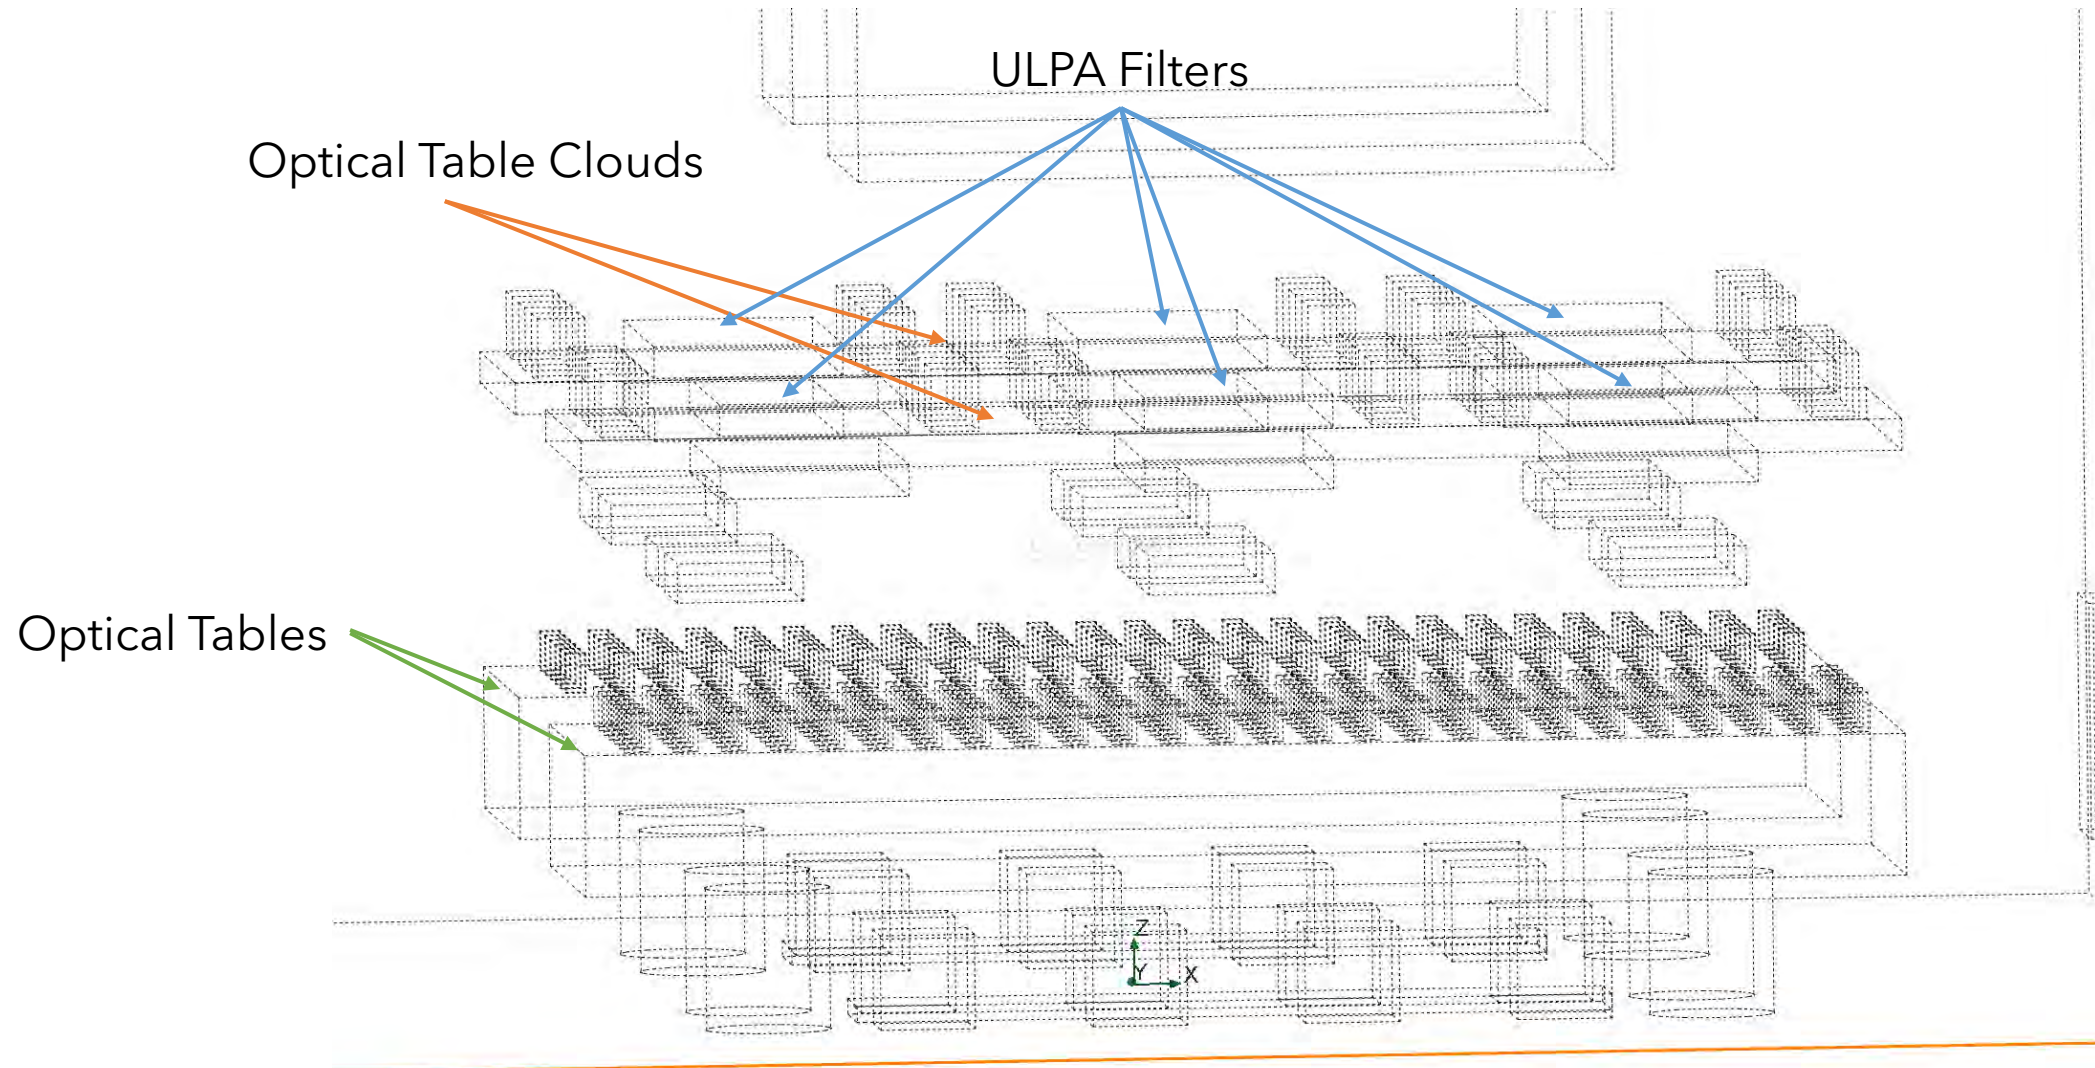 ULPA Filters
Optical Table Clouds
Optical Tables
Z
Y
X